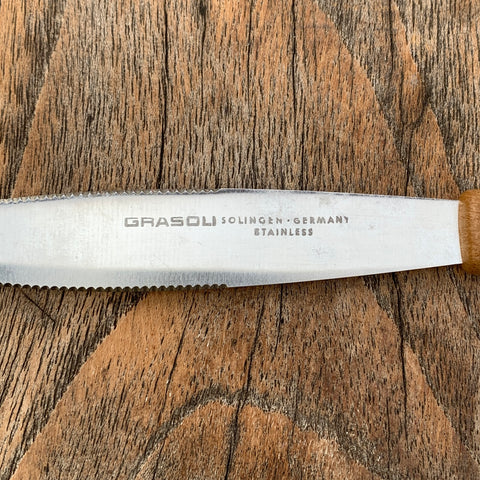 GRASOLI SOLINGEN · GERMANY
STAINLESS